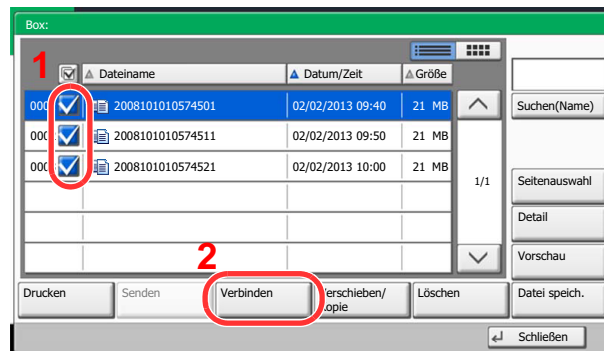 Box:
1
Dateiname Datum/Zeit Größe
2008101010574501 02/02/2013 09:40 21 MB
Suchen(Name)
2008101010574511 02/02/2013 09:50 21 MB
2008101010574521 02/02/2013 10:00 21 MB
1/1
Seitenauswahl
Detail
2
Vorschau
Drucken Senden Verbinden Verschieben/ Löschen Datei speich.
Schließen